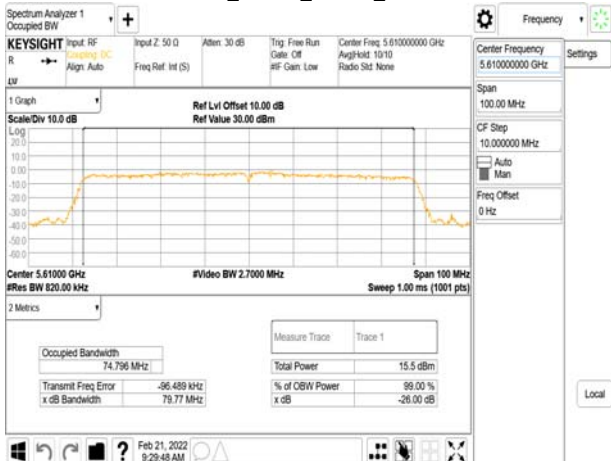 Spectrum Analyzer 1
Occupied BW
Frequency
KEYSIGHT Input: RF
Input Z: 50 Ω
Atten: 30 dB
Trig: Free Run
Center Freq: 5.610000000 GHz
R
Coupling: DC
Gate: Off
Avg|Hold: 10/10
Align: Auto
Freq Ref: Int (S)
#IF Gain: Low
Radio Std: None
Center Frequency
5.610000000 GHz
Settings
Span
100.00 MHz
CF Step
10.000000 MHz
Auto
Man
Freq Offset
0 Hz
Local
1 Graph
Ref Lvl Offset 10.00 dB
Scale/Div 10.0 dB
Ref Value 30.00 dBm
Log
20.0
10.0
0.00
-10.0
-20.0
-30.0
-40.0
-50.0
-60.0
Center 5.61000 GHz
#Video BW 2.7000 MHz
Span 100 MHz
#Res BW 820.00 kHz
Sweep 1.00 ms (1001 pts)
2 Metrics
Measure Trace
Trace 1
Occupied Bandwidth
74.796 MHz
Total Power
15.5 dBm
Transmit Freq Error
-96.489 kHz
% of OBW Power
99.00 %
x dB Bandwidth
79.77 MHz
x dB
-26.00 dB
Feb 21, 2022
9:29:48 AM